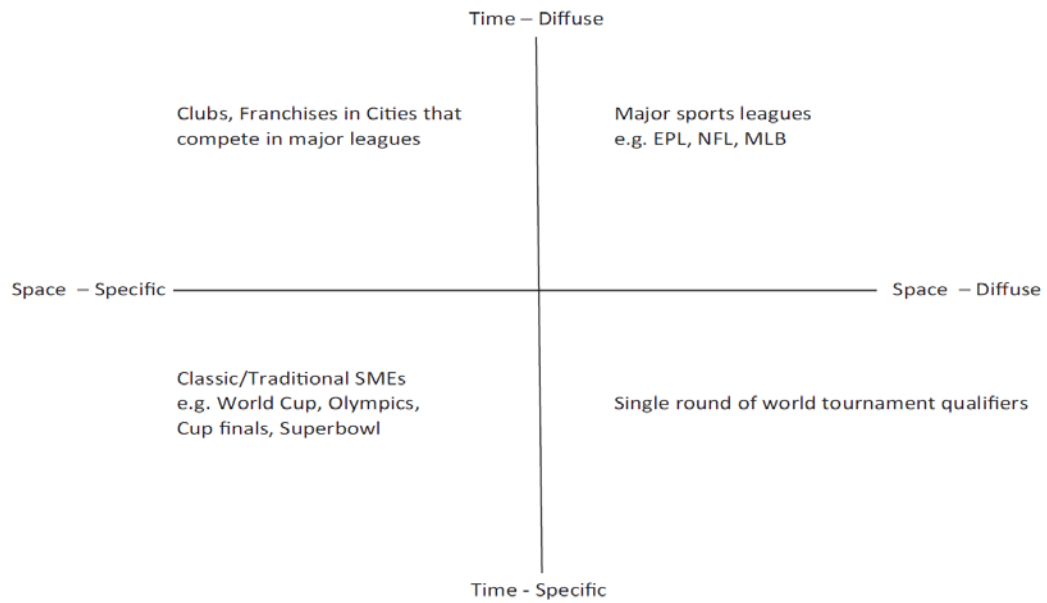 Time – Diffuse
Clubs, Franchises in Cities that
compete in major leagues
Major sports leagues
e.g. EPL, NFL, MLB
Space – Specific
Space – Diffuse
Classic/Traditional SMEs
e.g. World Cup, Olympics,
Cup finals, Superbowl
Single round of world tournament qualifiers
Time - Specific